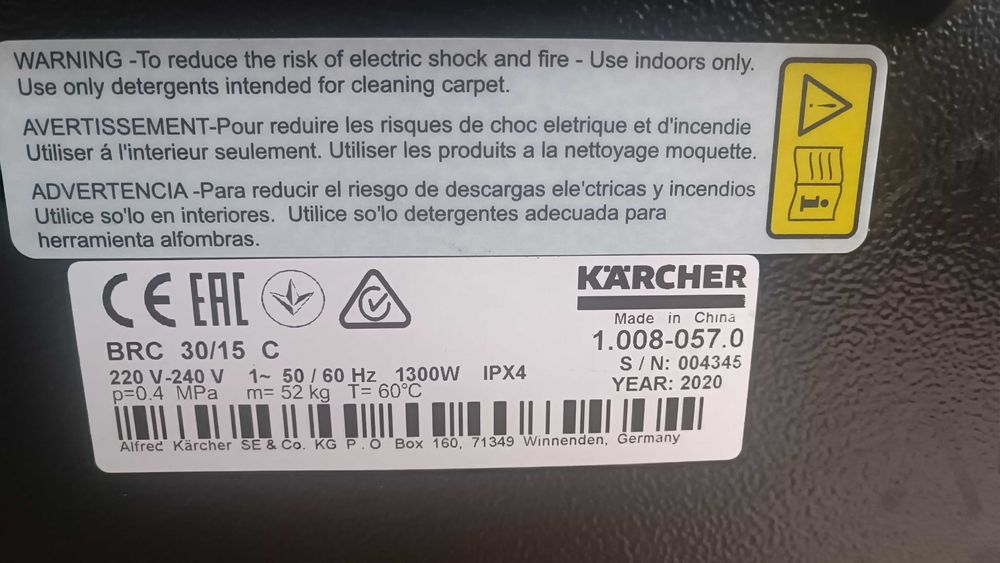 WARNING -To reduce the risk of electric shock and fire - Use indoors only.
Use only detergents intended for cleaning carpet.
AVERTISSEMENT-Pour reduire les risques de choc eletrique et d'incendie
Utiliser á l'interieur seulement. Utiliser les produits a la nettoyage moquette.
ADVERTENCIA -Para reducir el riesgo de descargas ele'ctricas y incendios
Utilice so'lo en interiores. Utilice so'lo detergentes adecuada para
herramienta alfombras.
CE EAC
KÄRCHER
Made in China
1.008-057.0
BRC 30/15 C
S / N: 004345
220 V-240 V 1~ 50 / 60 Hz 1300W IPX4
YEAR: 2020
p=0.4 MPa m= 52 kg T= 60°C
Alfred Kärcher SE & Co. KG P.O Box 160, 71349 Winnenden, Germany